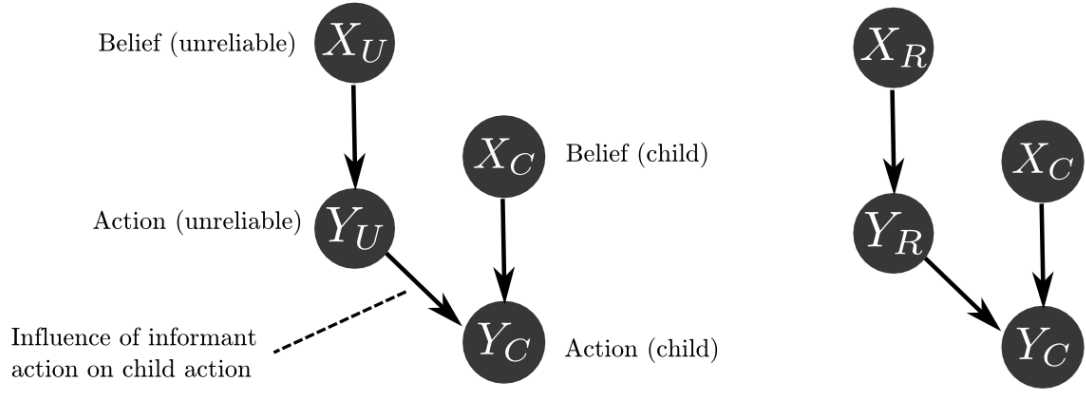 Belief (unreliable)
X_U
X_C
Belief (child)
Action (unreliable)
Y_U
Influence of informant
action on child action
Y_C
Action (child)
X_R
X_C
Y_R
Y_C